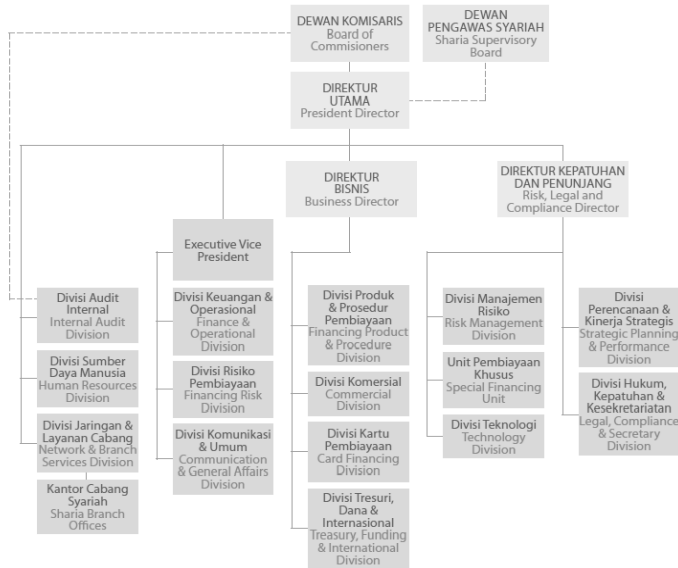 DEWAN KOMISARIS
Board of
Commisioners
DEWAN
PENGAWAS SYARIAH
Sharia Supervisory
Board
DIREKTUR
UTAMA
President Director
DIREKTUR
BISNIS
Business Director
DIREKTUR KEPATUHAN
DAN PENUNJANG
Risk, Legal and
Compliance Director
Executive Vice
President
Divisi Audit
Internal
Internal Audit
Division
Divisi Sumber
Daya Manusia
Human Resources
Division
Divisi Jaringan &
Layanan Cabang
Network & Branch
Services Division
Kantor Cabang
Syariah
Sharia Branch
Offices
Divisi Keuangan &
Operasional
Finance &
Operational
Division
Divisi Risiko
Pembiayaan
Financing Risk
Division
Divisi Komunikasi
& Umum
Communication
& General Affairs
Division
Divisi Produk
& Prosedur
Pembiayaan
Financing Product
& Procedure
Division
Divisi Komersial
Commercial
Division
Divisi Kartu
Pembiayaan
Card Financing
Division
Divisi Tresuri,
Dana &
Internasional
Treasury, Funding
& International
Division
Divisi Manajemen
Risiko
Risk Management
Division
Unit Pembiayaan
Khusus
Special Financing
Unit
Divisi Teknologi
Technology
Division
Divisi
Perencanaan &
Kinerja Strategis
Strategic Planning
& Performance
Division
Divisi Hukum,
Kepatuhan &
Kesekretariatan
Legal, Compliance
& Secretary
Division